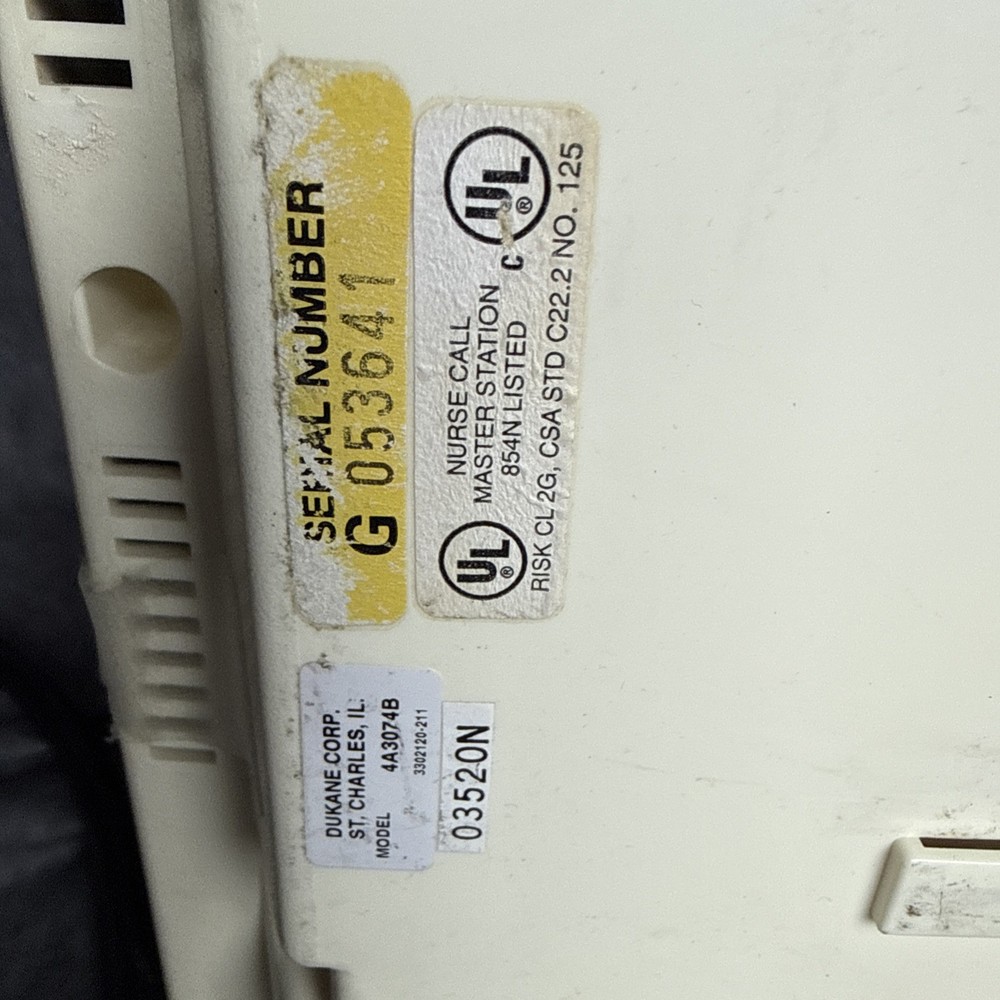 SERIAL NUMBER
G 053641
NURSE CALL
MASTER STATION
854N LISTED
RISK CL 2G, CSA STD C22.2 NO. 125
UL ®
C UL ®
DUKANE CORP.
ST. CHARLES, IL.
MODEL 4A3074B
3302120-211
03520N